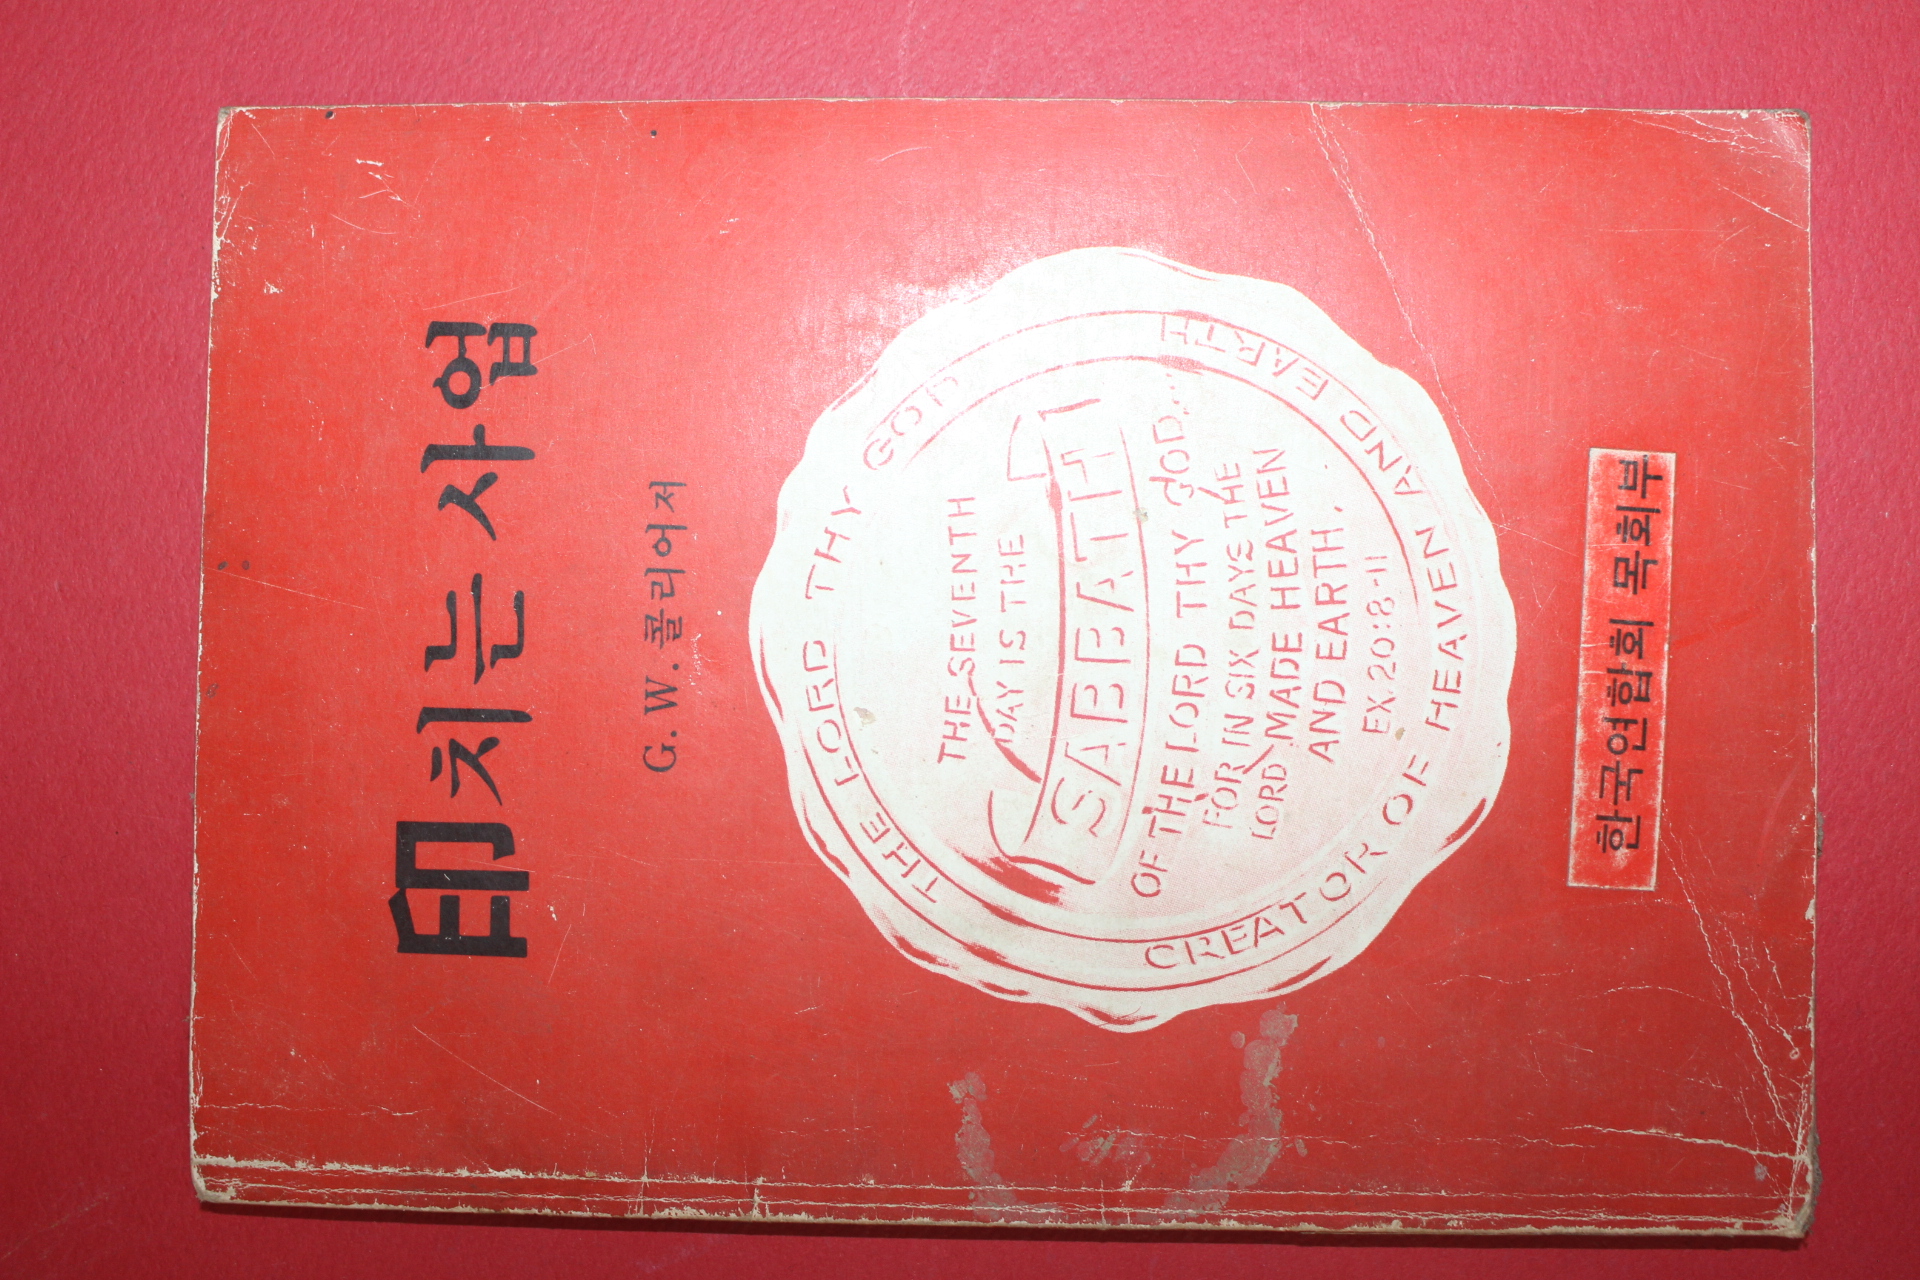 印치는 사업
G. W. 콜리어저
THE LORD THY GOD
CREATOR OF HEAVEN AND EARTH
THE SEVENTH
DAY IS THE
SABBATH
OF THE LORD THY GOD...
FOR IN SIX DAYS THE
LORD MADE HEAVEN
AND EARTH.
EX.20:8-11
한국연합회 목회부